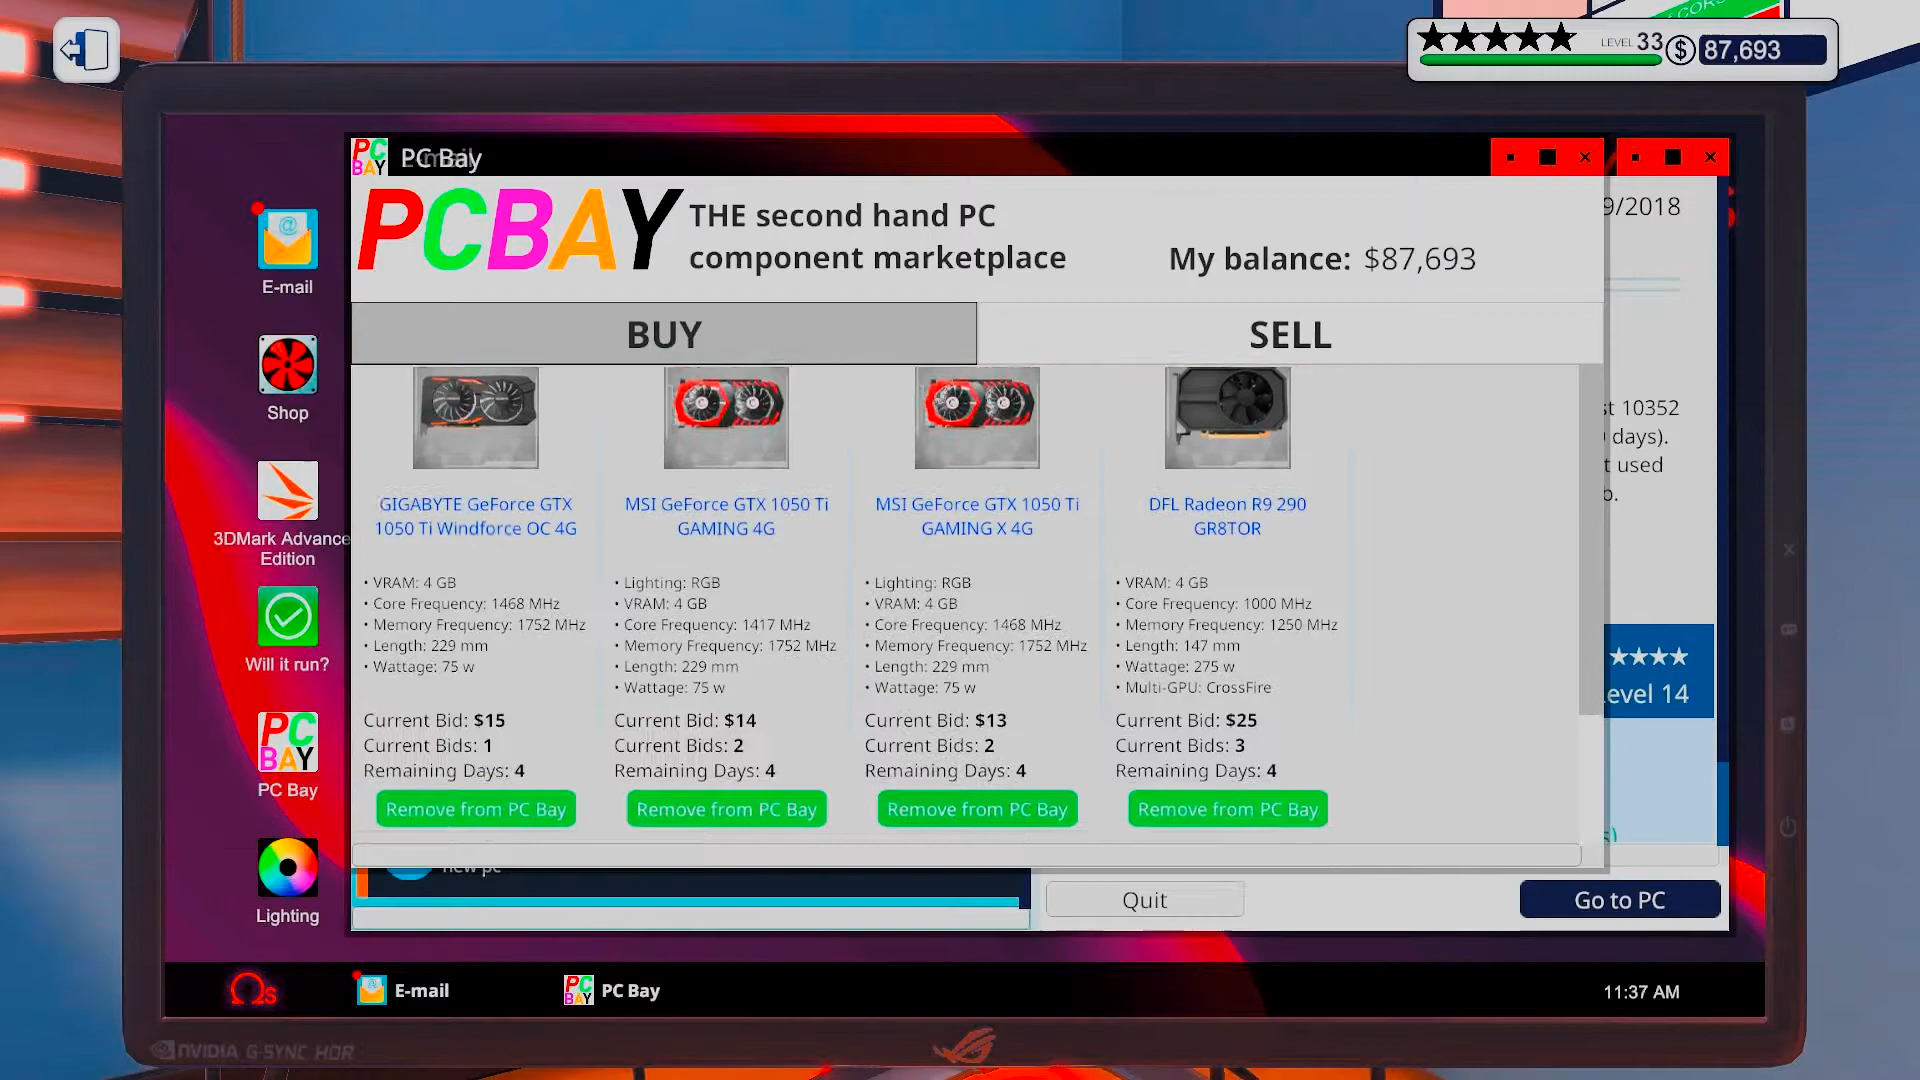 LEVEL 33
$ 87,693
PC Bay
PCBAY
THE second hand PC
component marketplace
My balance: $87,693
9/2018
BUY
SELL
E-mail
Shop
3DMark Advance
Edition
Will it run?
PC
BAY
PC Bay
Lighting
GIGABYTE GeForce GTX
1050 Ti Windforce OC 4G
• VRAM: 4 GB
• Core Frequency: 1468 MHz
• Memory Frequency: 1752 MHz
• Length: 229 mm
• Wattage: 75 w
Current Bid: $15
Current Bids: 1
Remaining Days: 4
Remove from PC Bay
MSI GeForce GTX 1050 Ti
GAMING 4G
• Lighting: RGB
• VRAM: 4 GB
• Core Frequency: 1417 MHz
• Memory Frequency: 1752 MHz
• Length: 229 mm
• Wattage: 75 w
Current Bid: $14
Current Bids: 2
Remaining Days: 4
Remove from PC Bay
MSI GeForce GTX 1050 Ti
GAMING X 4G
• Lighting: RGB
• VRAM: 4 GB
• Core Frequency: 1468 MHz
• Memory Frequency: 1752 MHz
• Length: 229 mm
• Wattage: 75 w
Current Bid: $13
Current Bids: 2
Remaining Days: 4
Remove from PC Bay
DFL Radeon R9 290
GR8TOR
• VRAM: 4 GB
• Core Frequency: 1000 MHz
• Memory Frequency: 1250 MHz
• Length: 147 mm
• Wattage: 275 w
• Multi-GPU: CrossFire
Current Bid: $25
Current Bids: 3
Remaining Days: 4
Remove from PC Bay
st 10352
days).
t used
Level 14
new pc
Quit
Go to PC
Ωs
E-mail
PC Bay
11:37 AM
NVIDIA G-SYNC HDR